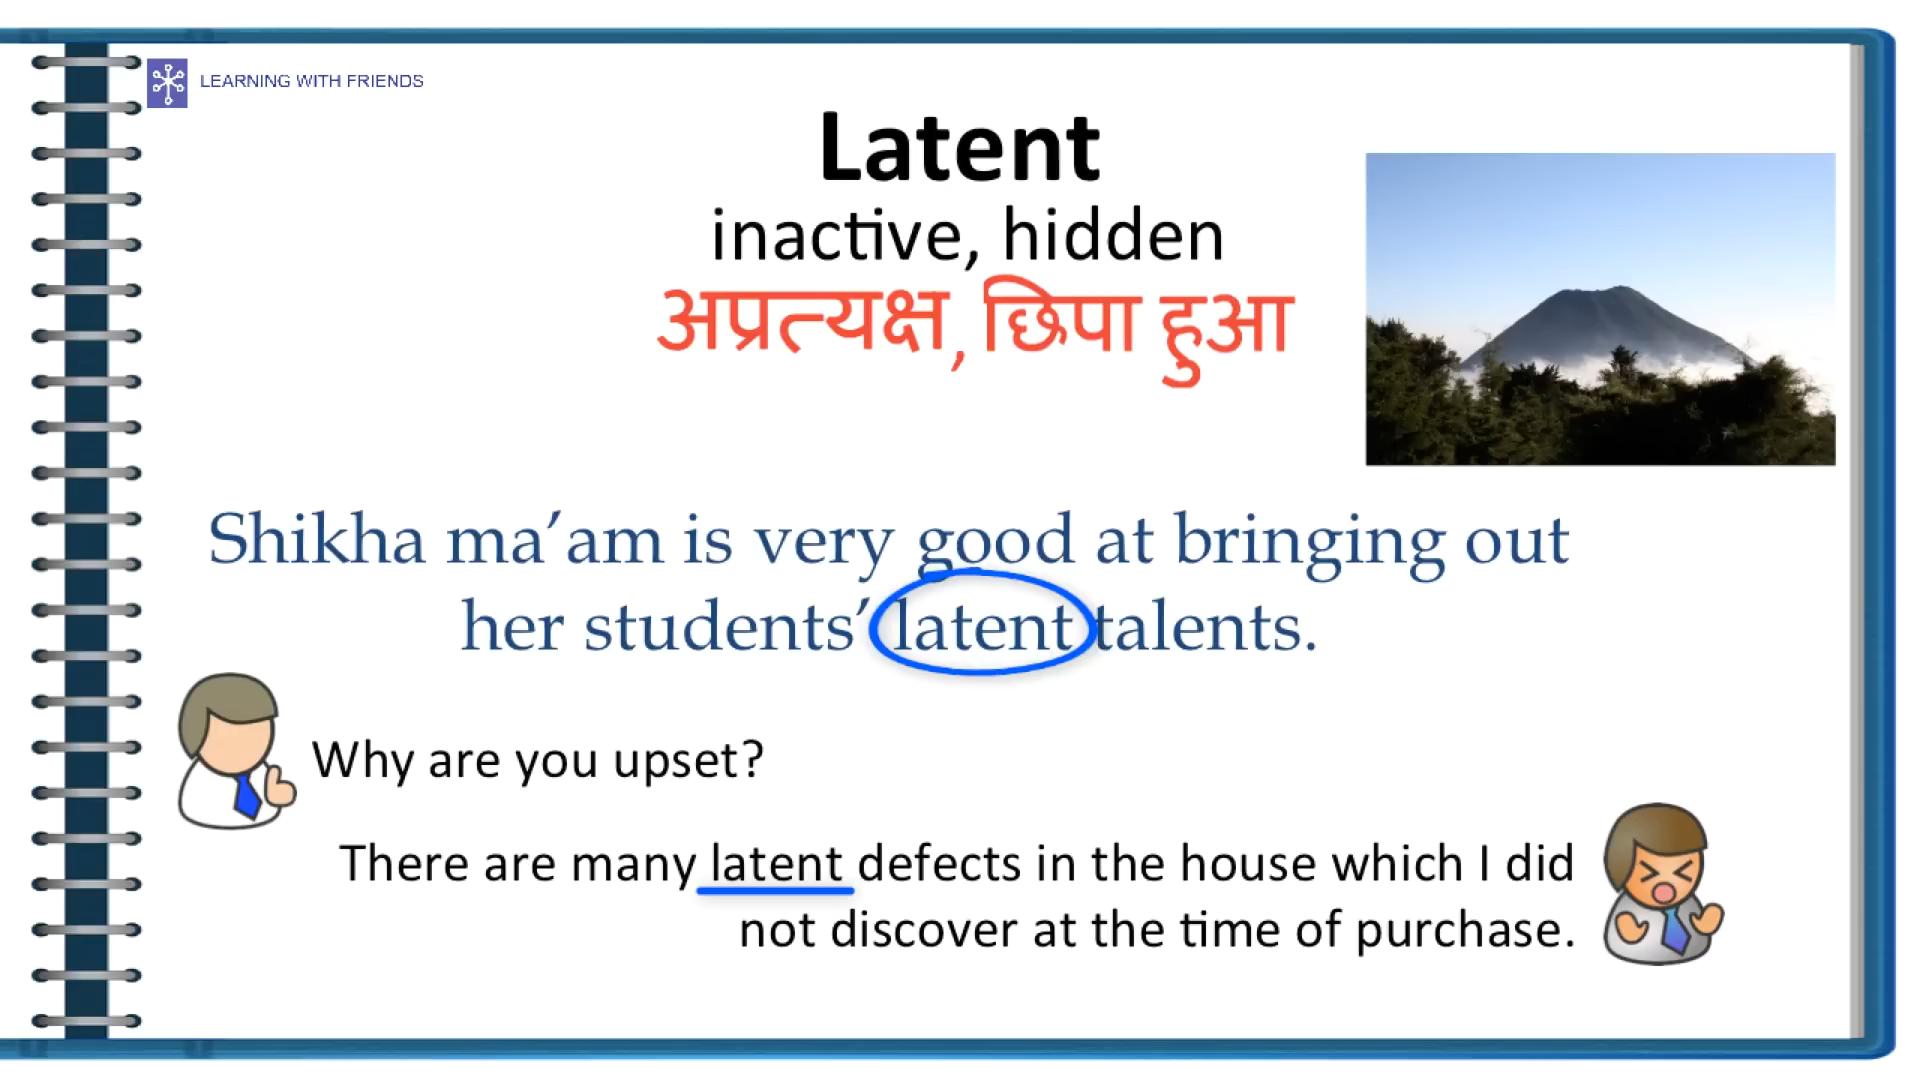 LEARNING WITH FRIENDS
Latent
inactive, hidden
अप्रत्यक्ष, छिपा हुआ
Shikha ma’am is very good at bringing out
her students’ latent talents.
Why are you upset?
There are many latent defects in the house which I did
not discover at the time of purchase.